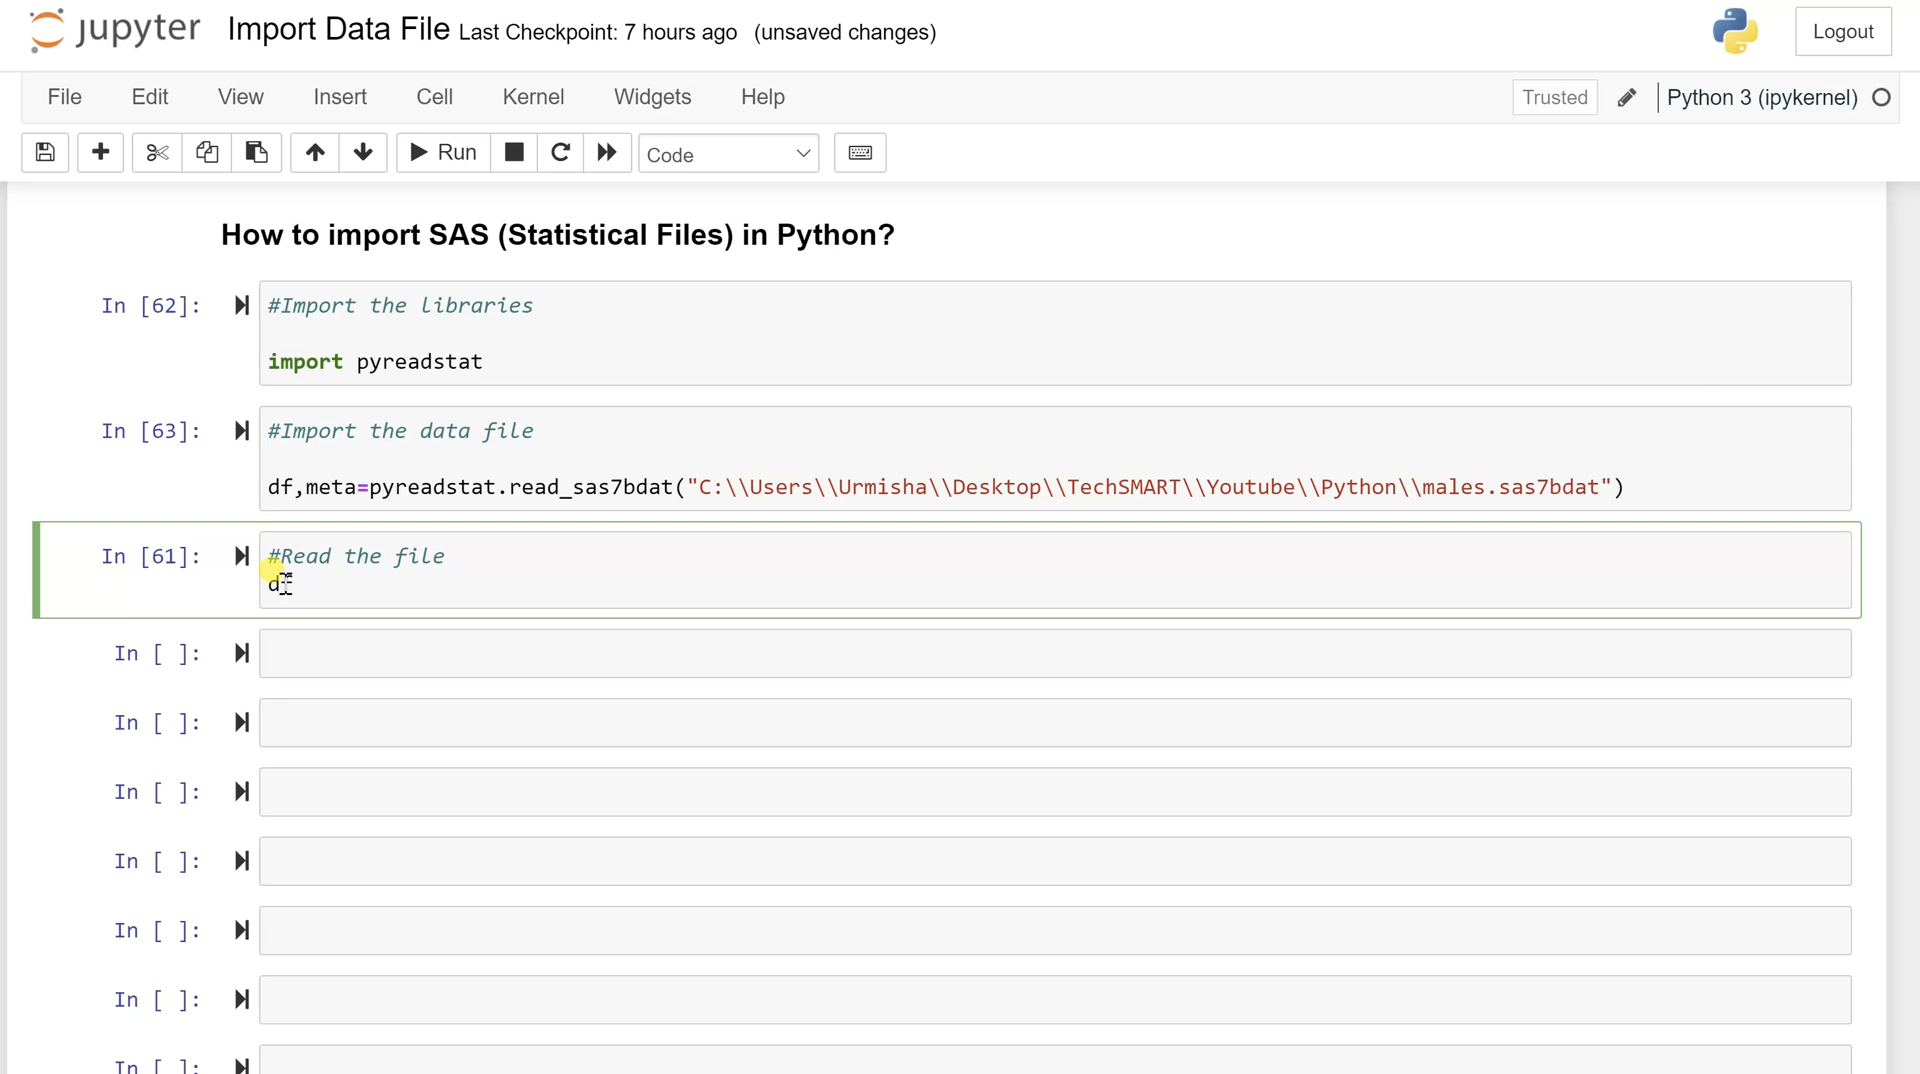 jupyter Import Data File Last Checkpoint: 7 hours ago (unsaved changes) Logout
File Edit View Insert Cell Kernel Widgets Help Trusted Python 3 (ipykernel)
Run Code
How to import SAS (Statistical Files) in Python?
In [62]: #Import the libraries
import pyreadstat
In [63]: #Import the data file
df,meta=pyreadstat.read_sas7bdat("C:\\Users\\Urmisha\\Desktop\\TechSMART\\Youtube\\Python\\males.sas7bdat")
In [61]: #Read the file
df
In [ ]:
In [ ]:
In [ ]:
In [ ]:
In [ ]:
In [ ]:
In [ ]: